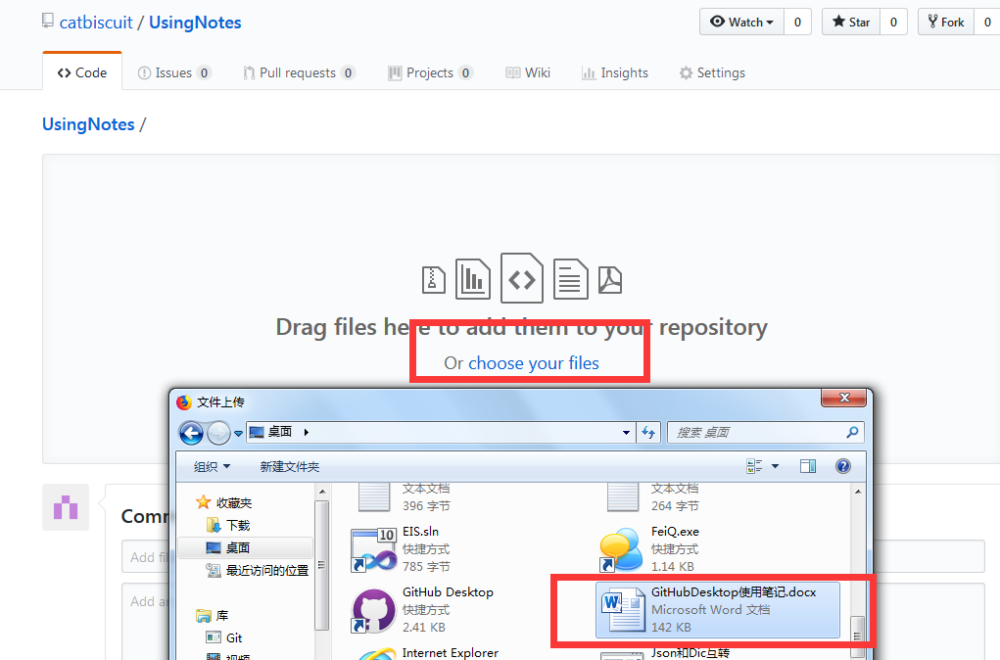 catbiscuit / UsingNotes
Watch 0 Star 0 Fork 0
Code Issues 0 Pull requests 0 Projects 0 Wiki Insights Settings
UsingNotes /
Drag files here to add them to your repository
Or choose your files
文件上传
桌面
搜索 桌面
组织 新建文件夹
收藏夹
下载
桌面
最近访问的位置
库
Git
视频
文本文档
396 字节
文本文档
264 字节
EIS.sln
快捷方式
785 字节
FeiQ.exe
快捷方式
1.14 KB
GitHub Desktop
快捷方式
2.41 KB
GitHubDesktop使用笔记.docx
Microsoft Word 文档
142 KB
Internet Explorer
Json和Dic互转
Comm
Add fi
Add an